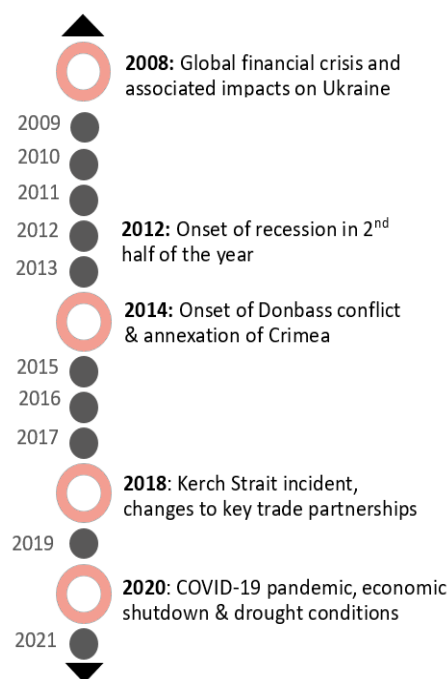 2008: Global financial crisis and
associated impacts on Ukraine
2009
2010
2011
2012
2012: Onset of recession in 2nd
half of the year
2013
2014: Onset of Donbass conflict
& annexation of Crimea
2015
2016
2017
2018: Kerch Strait incident,
changes to key trade partnerships
2019
2020: COVID-19 pandemic, economic
shutdown & drought conditions
2021